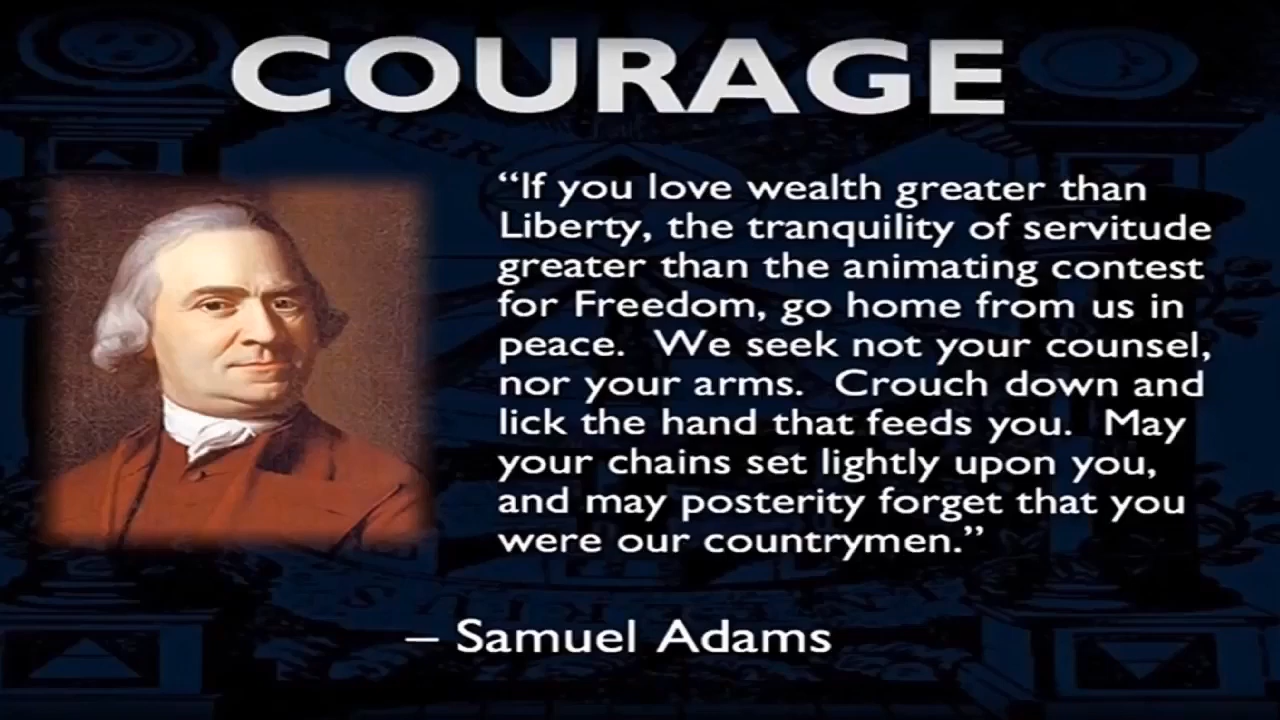 COURAGE
“If you love wealth greater than
Liberty, the tranquility of servitude
greater than the animating contest
for Freedom, go home from us in
peace.  We seek not your counsel,
nor your arms.  Crouch down and
lick the hand that feeds you.  May
your chains set lightly upon you,
and may posterity forget that you
were our countrymen.”
– Samuel Adams